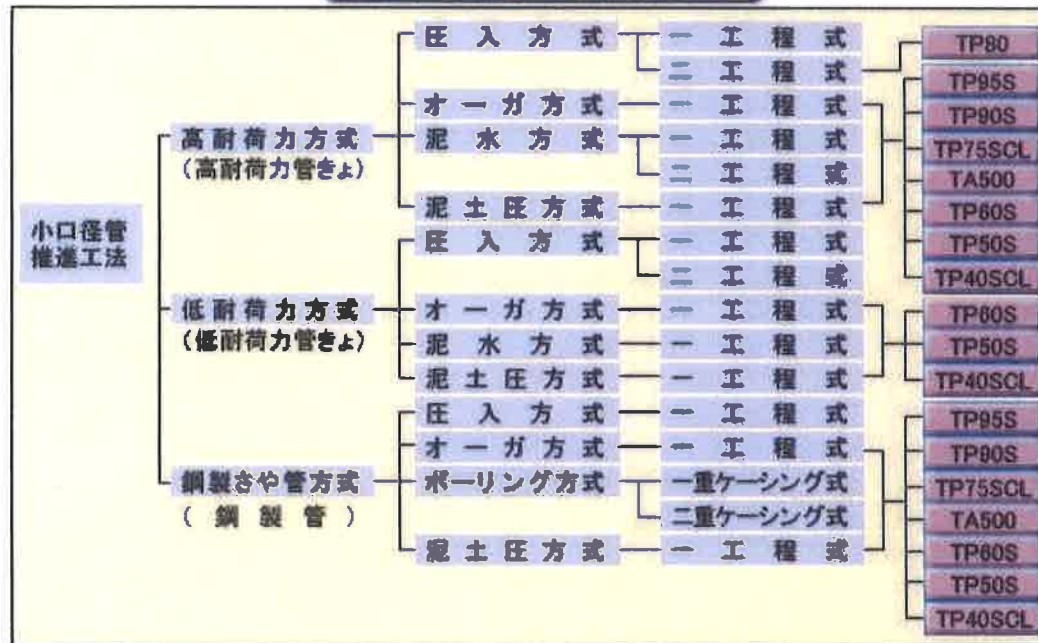 小口径管
推進工法
高耐荷力方式
(高耐荷力管きょ)
圧入方式 一工程式
二工程式
オーガ方式 一工程式
泥水方式 一工程式
二工程式
泥土圧方式 一工程式
TP80
TP95S
TP90S
TP75SCL
TA500
TP60S
TP50S
TP40SCL
低耐荷力方式
(低耐荷力管きょ)
圧入方式 一工程式
二工程式
オーガ方式 一工程式
泥水方式 一工程式
泥土圧方式 一工程式
TP60S
TP50S
TP40SCL
鋼製さや管方式
(鋼製管)
圧入方式 一工程式
オーガ方式 一工程式
ボーリング方式 一重ケーシング式
二重ケーシング式
泥土圧方式 一工程式
TP95S
TP90S
TP75SCL
TA500
TP60S
TP50S
TP40SCL